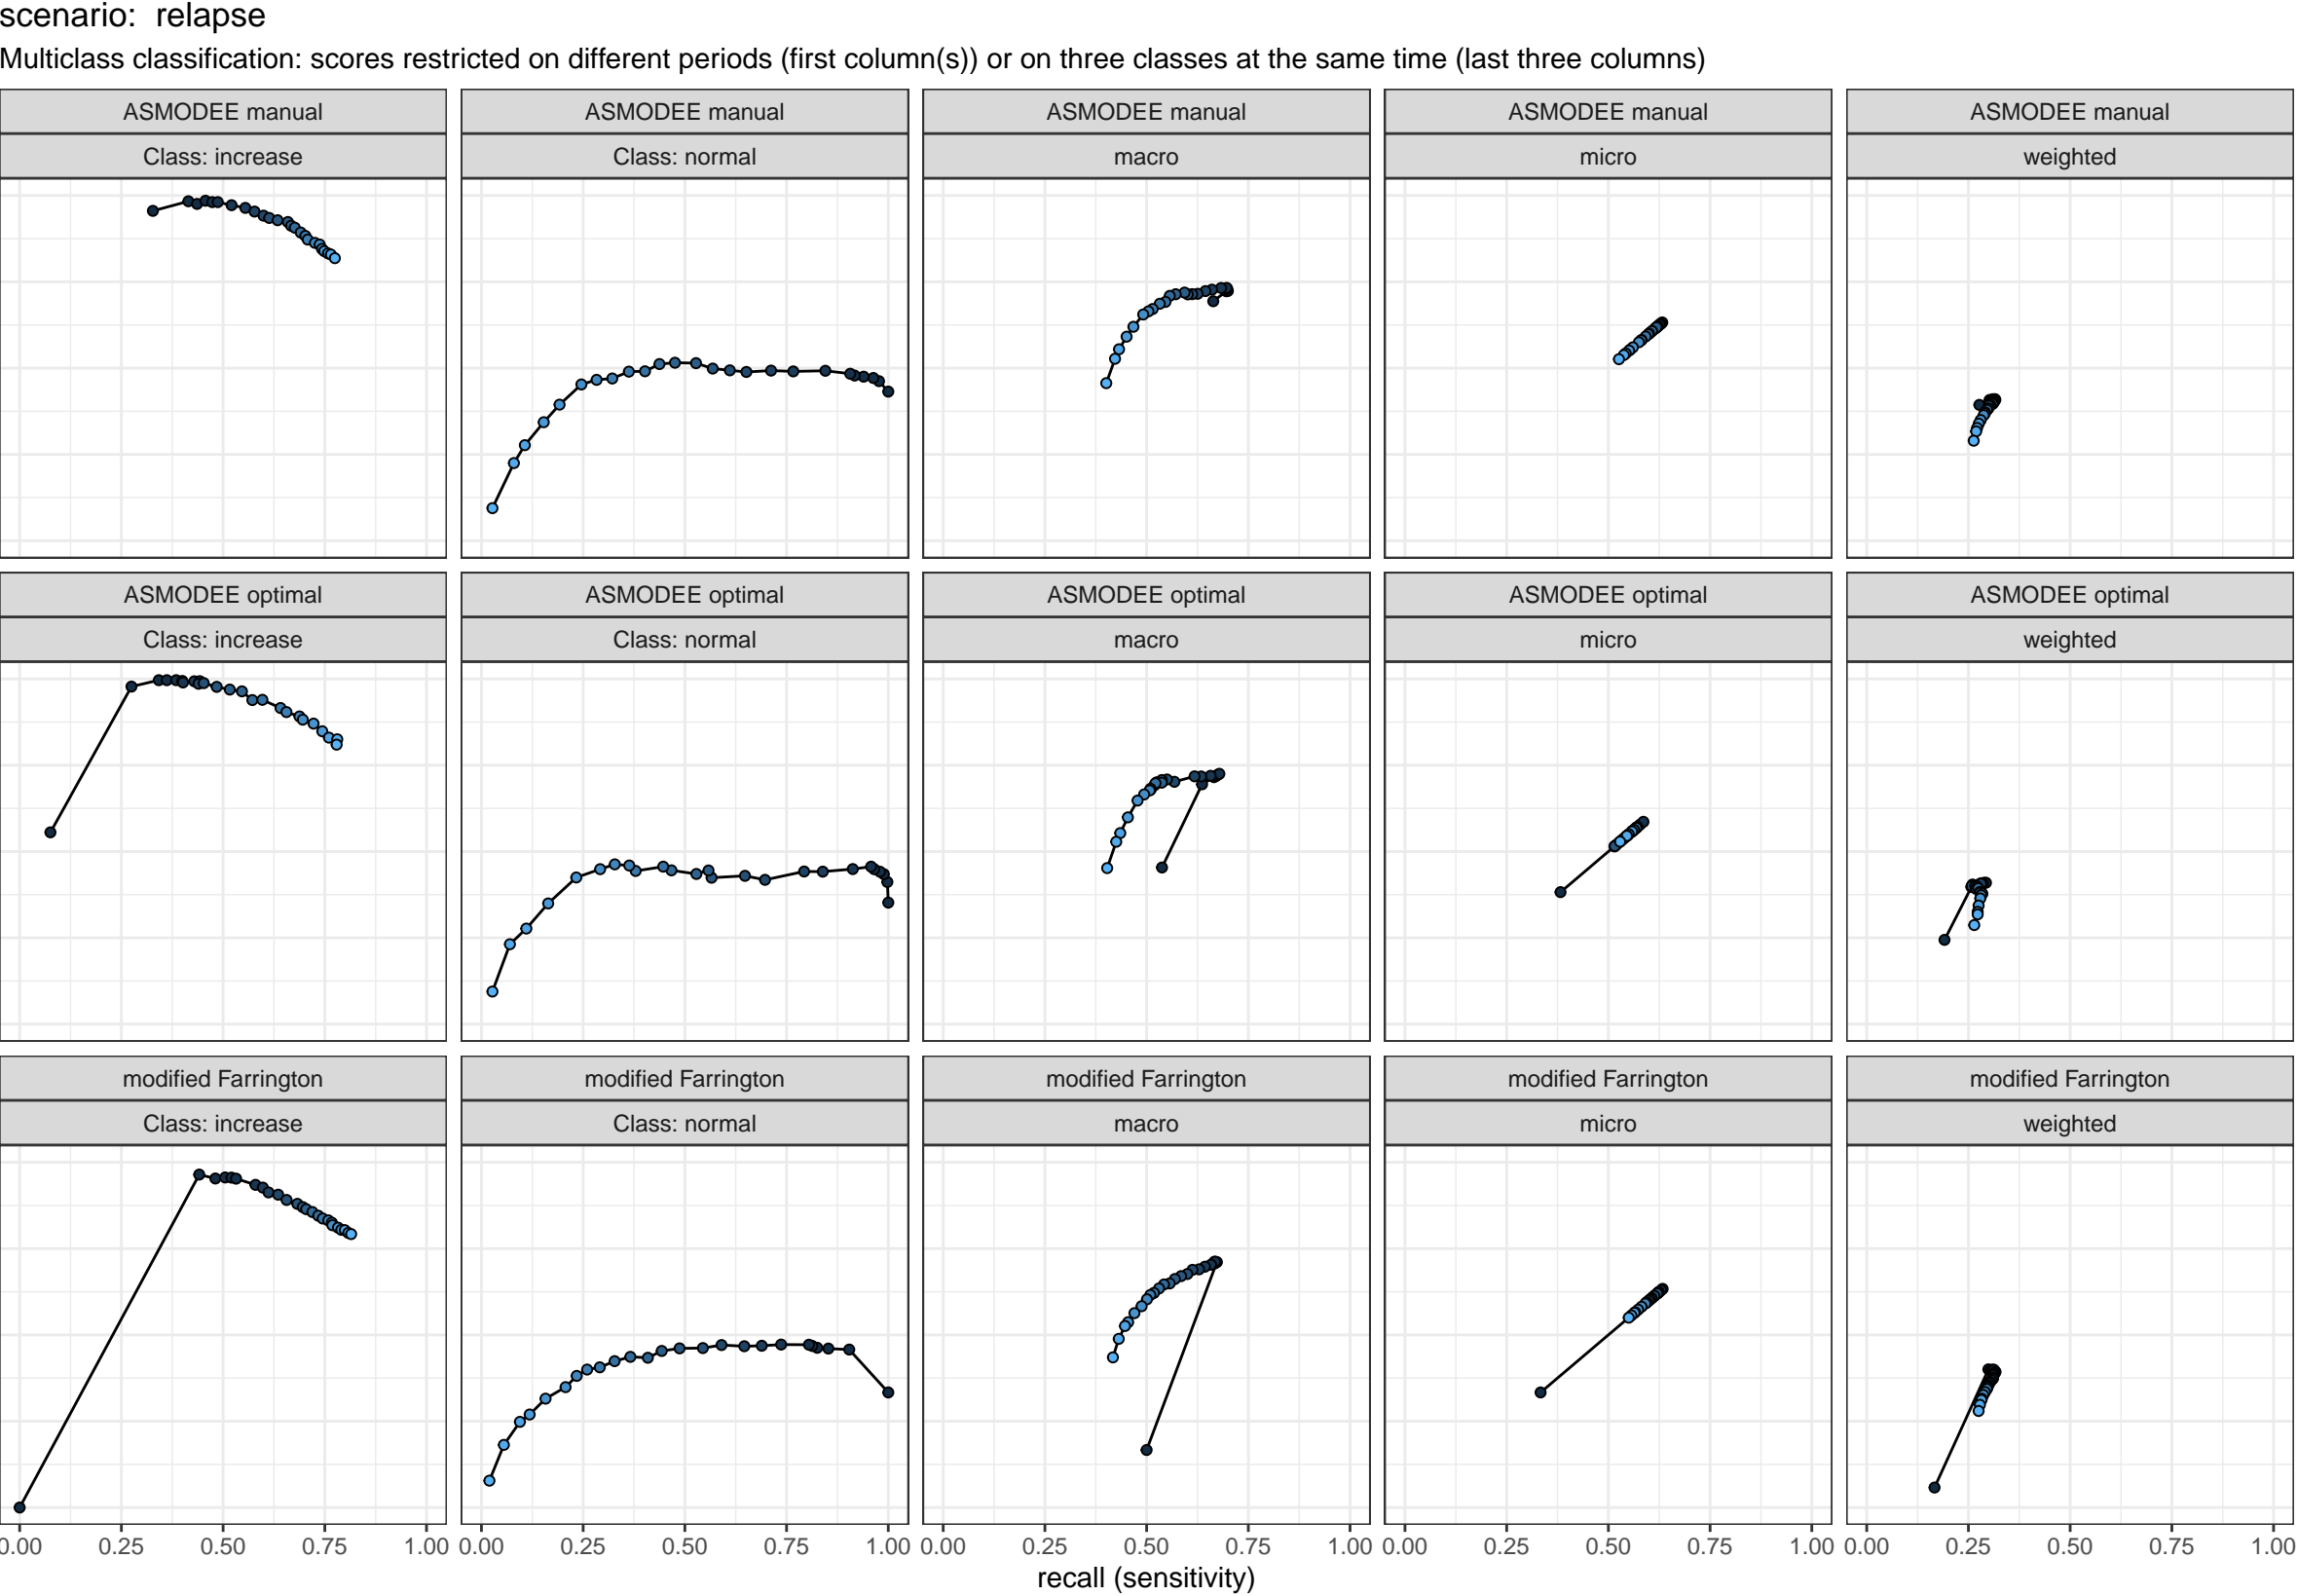 scenario:  relapse
Multiclass classification: scores restricted on different periods (first column(s)) or on three classes at the same time (last three columns)
ASMODEE manual ASMODEE manual ASMODEE manual ASMODEE manual ASMODEE manual
Class: increase Class: normal macro micro weighted
ASMODEE optimal ASMODEE optimal ASMODEE optimal ASMODEE optimal ASMODEE optimal
Class: increase Class: normal macro micro weighted
modified Farrington modified Farrington modified Farrington modified Farrington modified Farrington
Class: increase Class: normal macro micro weighted
0.00 0.25 0.50 0.75 1.00 0.00 0.25 0.50 0.75 1.00 0.00 0.25 0.50 0.75 1.00 0.00 0.25 0.50 0.75 1.00 0.00 0.25 0.50 0.75 1.00
recall (sensitivity)